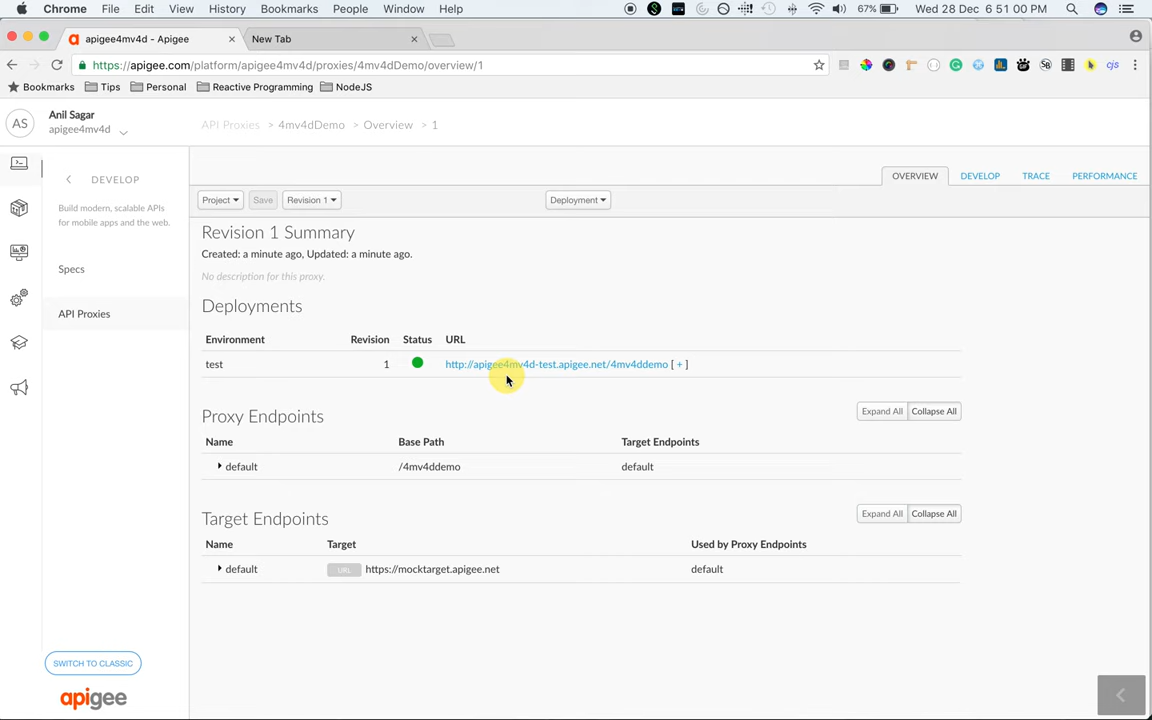 Chrome File Edit View History Bookmarks People Window Help 67% Wed 28 Dec 6 51 00 PM
apigee4mv4d - Apigee New Tab
https://apigee.com/platform/apigee4mv4d/proxies/4mv4dDemo/overview/1 cjs
Bookmarks Tips Personal Reactive Programming NodeJS
AS
Anil Sagar
apigee4mv4d
API Proxies > 4mv4dDemo > Overview > 1
DEVELOP
Build modern, scalable APIs
for mobile apps and the web.
Specs
API Proxies
SWITCH TO CLASSIC
apigee
OVERVIEW DEVELOP TRACE PERFORMANCE
Project Save Revision 1 Deployment
Revision 1 Summary
Created: a minute ago, Updated: a minute ago.
No description for this proxy.
Deployments
Environment Revision Status URL
test 1 http://apigee4mv4d-test.apigee.net/4mv4ddemo [ + ]
Proxy Endpoints Expand All Collapse All
Name Base Path Target Endpoints
default /4mv4ddemo default
Target Endpoints Expand All Collapse All
Name Target Used by Proxy Endpoints
default URL https://mocktarget.apigee.net default